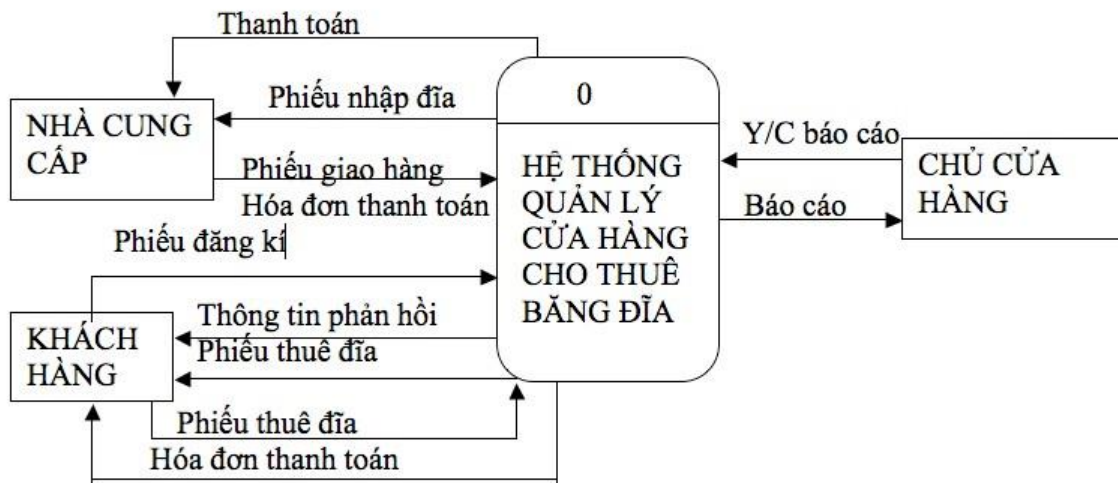 Thanh toán
0
Phiếu nhập đĩa
NHÀ CUNG
CẤP
Phiếu giao hàng
Hóa đơn thanh toán
HỆ THỐNG
QUẢN LÝ
CỬA HÀNG
CHO THUÊ
BĂNG ĐĨA
Y/C báo cáo
Báo cáo
CHỦ CỬA
HÀNG
Phiếu đăng kí
KHÁCH
HÀNG
Thông tin phản hồi
Phiếu thuê đĩa
Phiếu thuê đĩa
Hóa đơn thanh toán